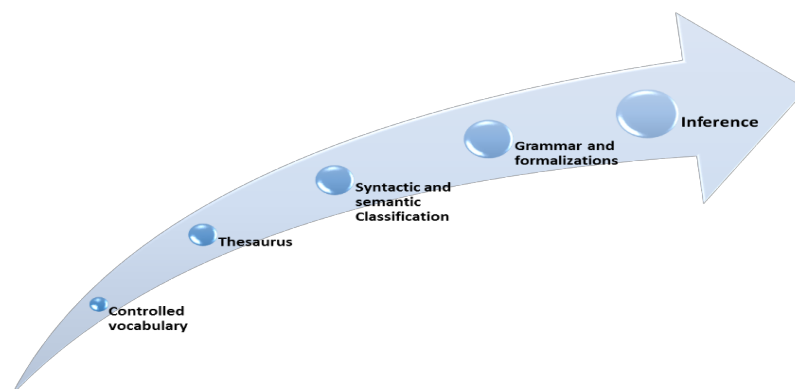 Inference
Grammar and
formalizations
Syntactic and
semantic
Classification
Thesaurus
Controlled
vocabulary